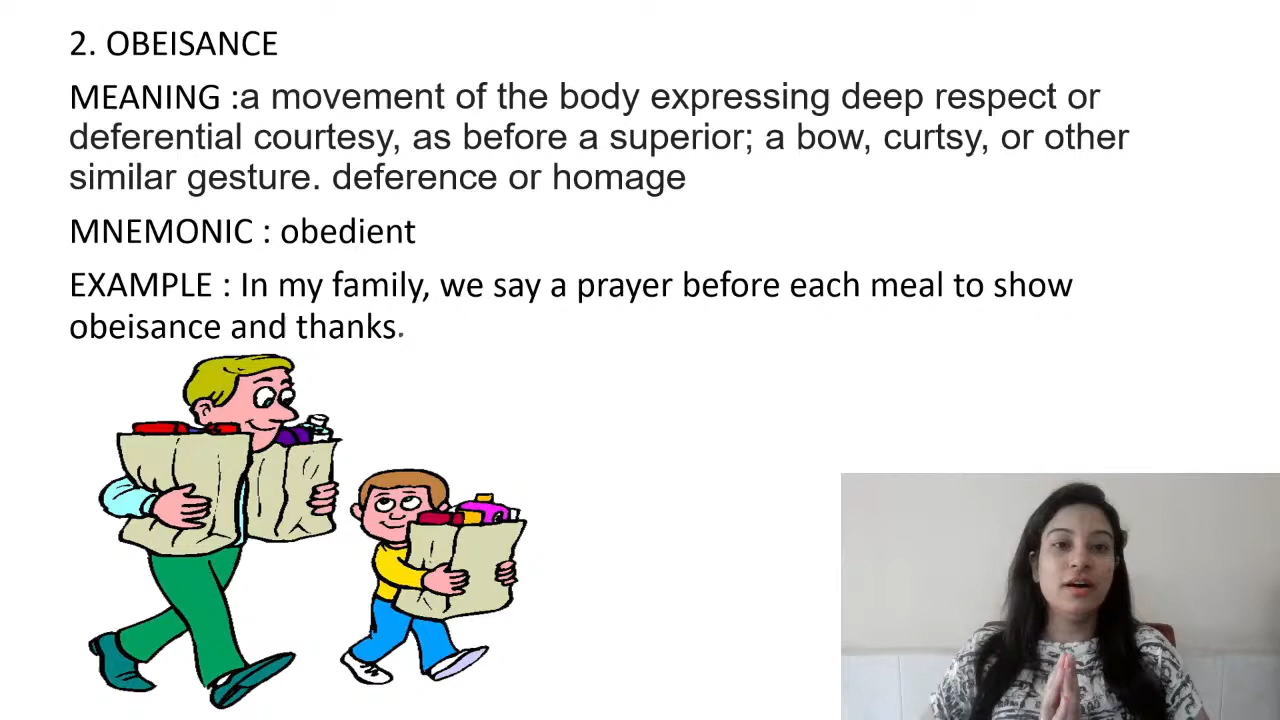 2. OBEISANCE
MEANING :a movement of the body expressing deep respect or
deferential courtesy, as before a superior; a bow, curtsy, or other
similar gesture. deference or homage
MNEMONIC : obedient
EXAMPLE : In my family, we say a prayer before each meal to show
obeisance and thanks.